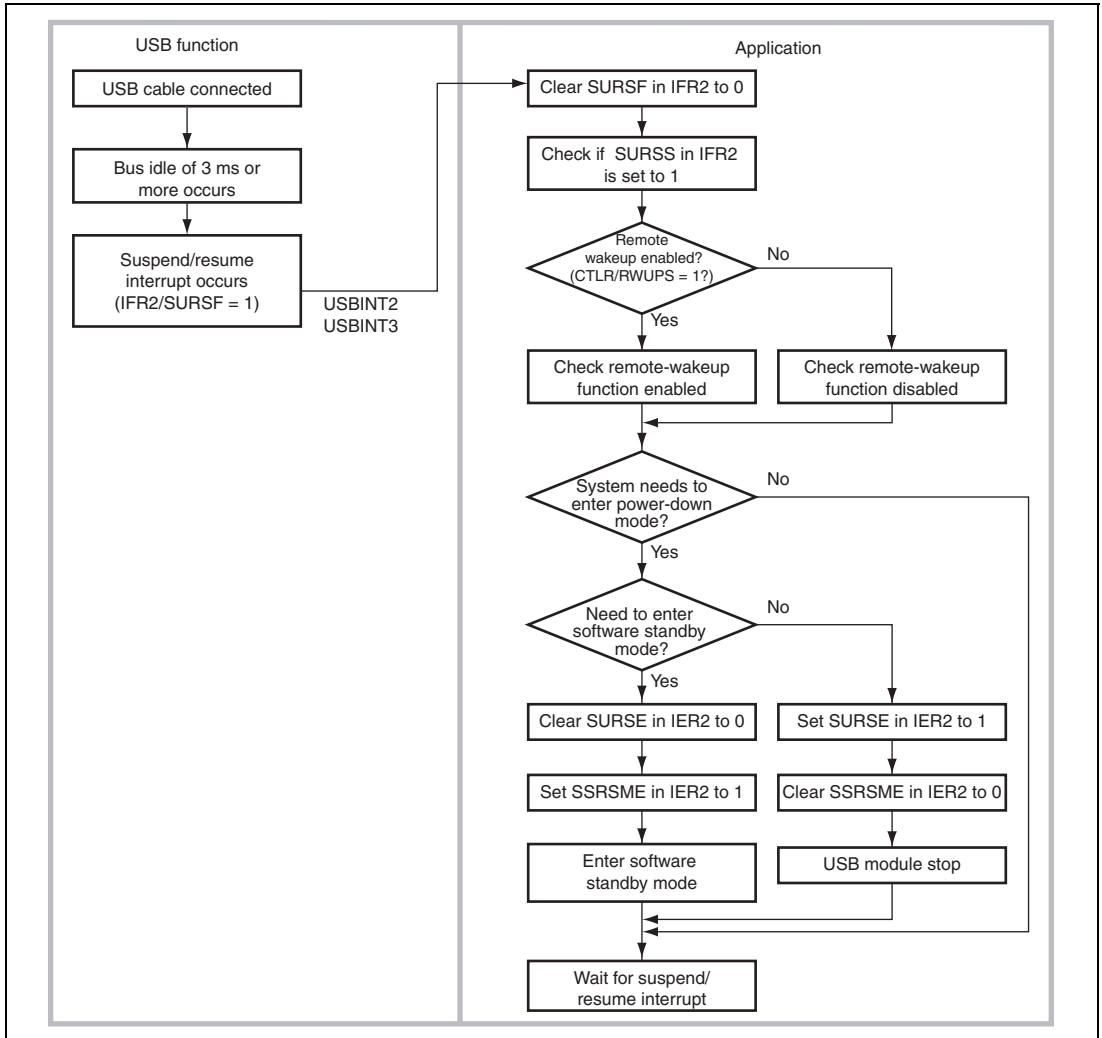 USB function
USB cable connected
Bus idle of 3 ms or
more occurs
Suspend/resume
interrupt occurs
(IFR2/SURSF = 1)
USBINT2
USBINT3
Application
Clear SURSF in IFR2 to 0
Check if SURSS in IFR2
is set to 1
Remote
wakeup enabled?
(CTLR/RWUPS = 1?)
No
Yes
Check remote-wakeup
function enabled
Check remote-wakeup
function disabled
System needs to
enter power-down
mode?
No
Yes
Need to enter
software standby
mode?
No
Yes
Clear SURSE in IER2 to 0
Set SURSE in IER2 to 1
Set SSRSME in IER2 to 1
Clear SSRSME in IER2 to 0
Enter software
standby mode
USB module stop
Wait for suspend/
resume interrupt